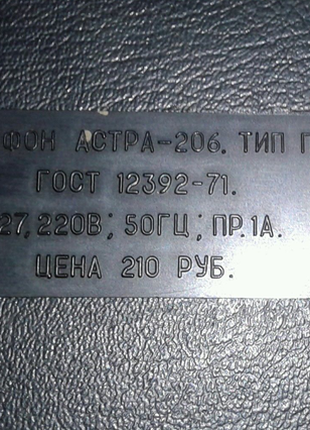 ФОН АСТРА-206. ТИП П
ГОСТ 12392-71.
27, 220В; 50ГЦ; ПР.1А.
ЦЕНА 210 РУБ.